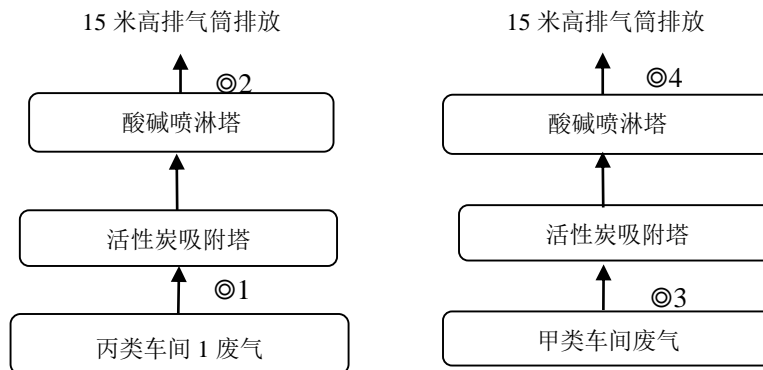 15 米高排气筒排放
◎2
酸碱喷淋塔
活性炭吸附塔
◎1
丙类车间 1 废气
15 米高排气筒排放
◎4
酸碱喷淋塔
活性炭吸附塔
◎3
甲类车间废气